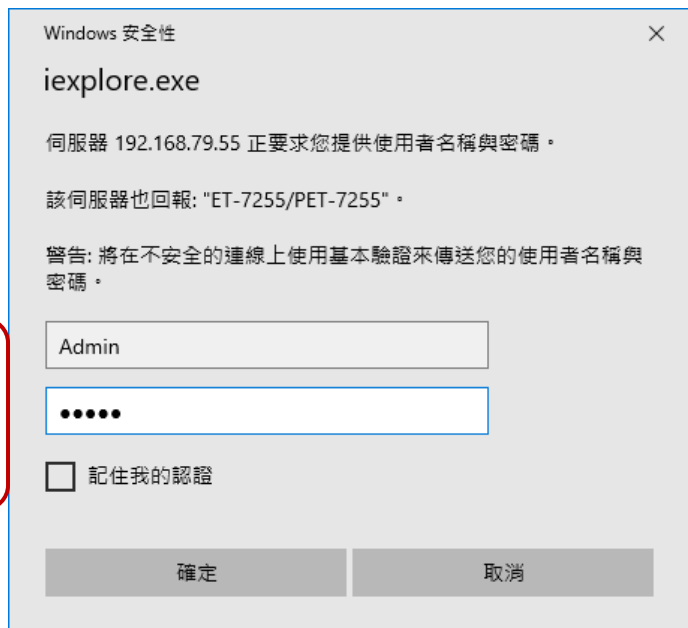 Windows 安全性
iexplore.exe
伺服器 192.168.79.55 正要求您提供使用者名稱與密碼。
該伺服器也回報: "ET-7255/PET-7255"。
警告: 將在不安全的連線上使用基本驗證來傳送您的使用者名稱與
密碼。
Admin
●●●●●
記住我的認證
確定
取消